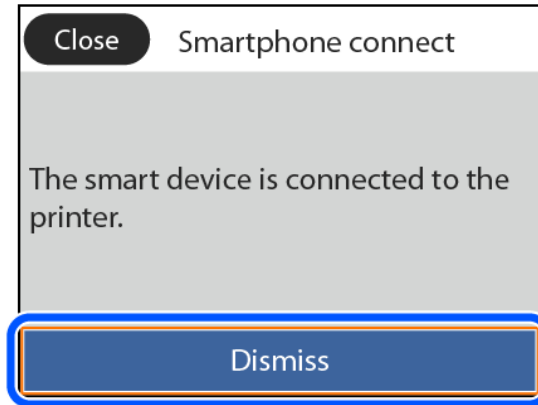 Close
Smartphone connect
The smart device is connected to the
printer.
Dismiss